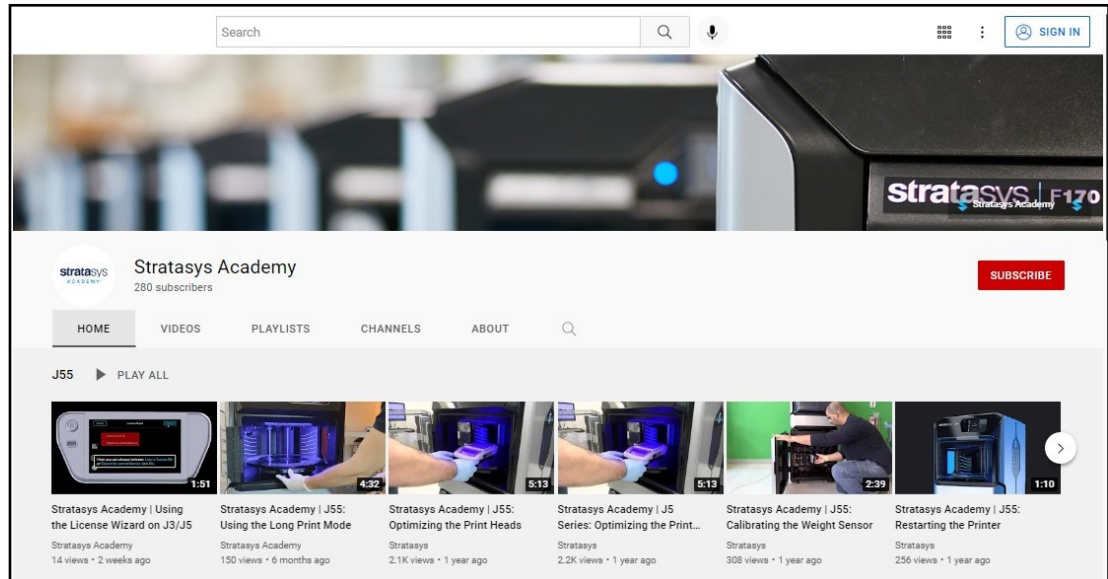 Search
SIGN IN
stratasys F170
Stratasys Academy
stratasys
ACADEMY
Stratasys Academy
280 subscribers
SUBSCRIBE
HOME VIDEOS PLAYLISTS CHANNELS ABOUT
J55 PLAY ALL
1:51 4:32 5:13 5:13 2:39 1:10
Stratasys Academy | Using
the License Wizard on J3/J5
Stratasys Academy
14 views • 2 weeks ago
Stratasys Academy | J55:
Using the Long Print Mode
Stratasys Academy
150 views • 6 months ago
Stratasys Academy | J55:
Optimizing the Print Heads
Stratasys
2.1K views • 1 year ago
Stratasys Academy | J5
Series: Optimizing the Print...
Stratasys
2.2K views • 1 year ago
Stratasys Academy | J55:
Calibrating the Weight Sensor
Stratasys
308 views • 1 year ago
Stratasys Academy | J55:
Restarting the Printer
Stratasys
256 views • 1 year ago